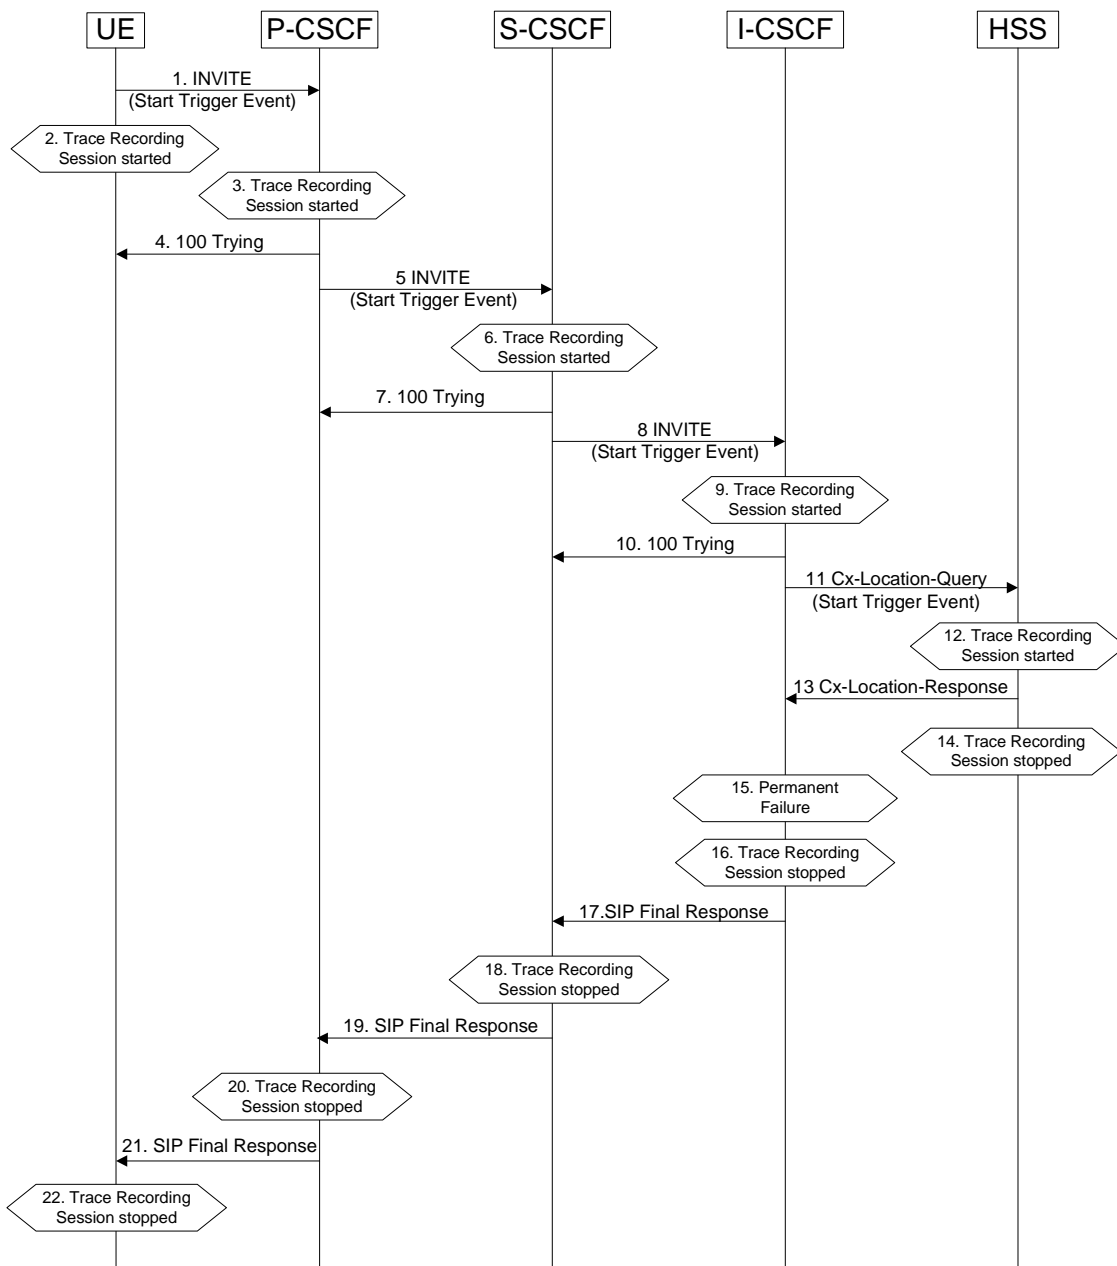 UE
P-CSCF
S-CSCF
I-CSCF
HSS
1. INVITE
(Start Trigger Event)
2. Trace Recording
Session started
3. Trace Recording
Session started
4. 100 Trying
5 INVITE
(Start Trigger Event)
6. Trace Recording
Session started
7. 100 Trying
8 INVITE
(Start Trigger Event)
9. Trace Recording
Session started
10. 100 Trying
11 Cx-Location-Query
(Start Trigger Event)
12. Trace Recording
Session started
13 Cx-Location-Response
14. Trace Recording
Session stopped
15. Permanent
Failure
16. Trace Recording
Session stopped
17.SIP Final Response
18. Trace Recording
Session stopped
19. SIP Final Response
20. Trace Recording
Session stopped
21. SIP Final Response
22. Trace Recording
Session stopped